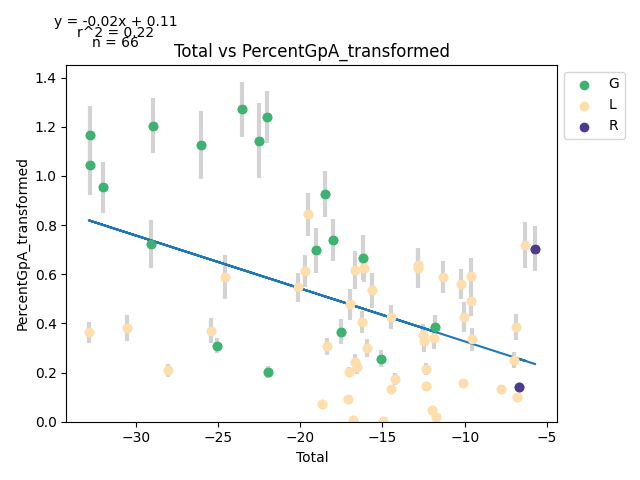 y = -0.02x + 0.11
r^2 = 0.22
n = 66
Total vs PercentGpA_transformed
1.4
1.2
1.0
0.8
0.6
0.4
0.2
0.0
PercentGpA_transformed
−30
−25
−20
−15
−10
−5
Total
G
L
R